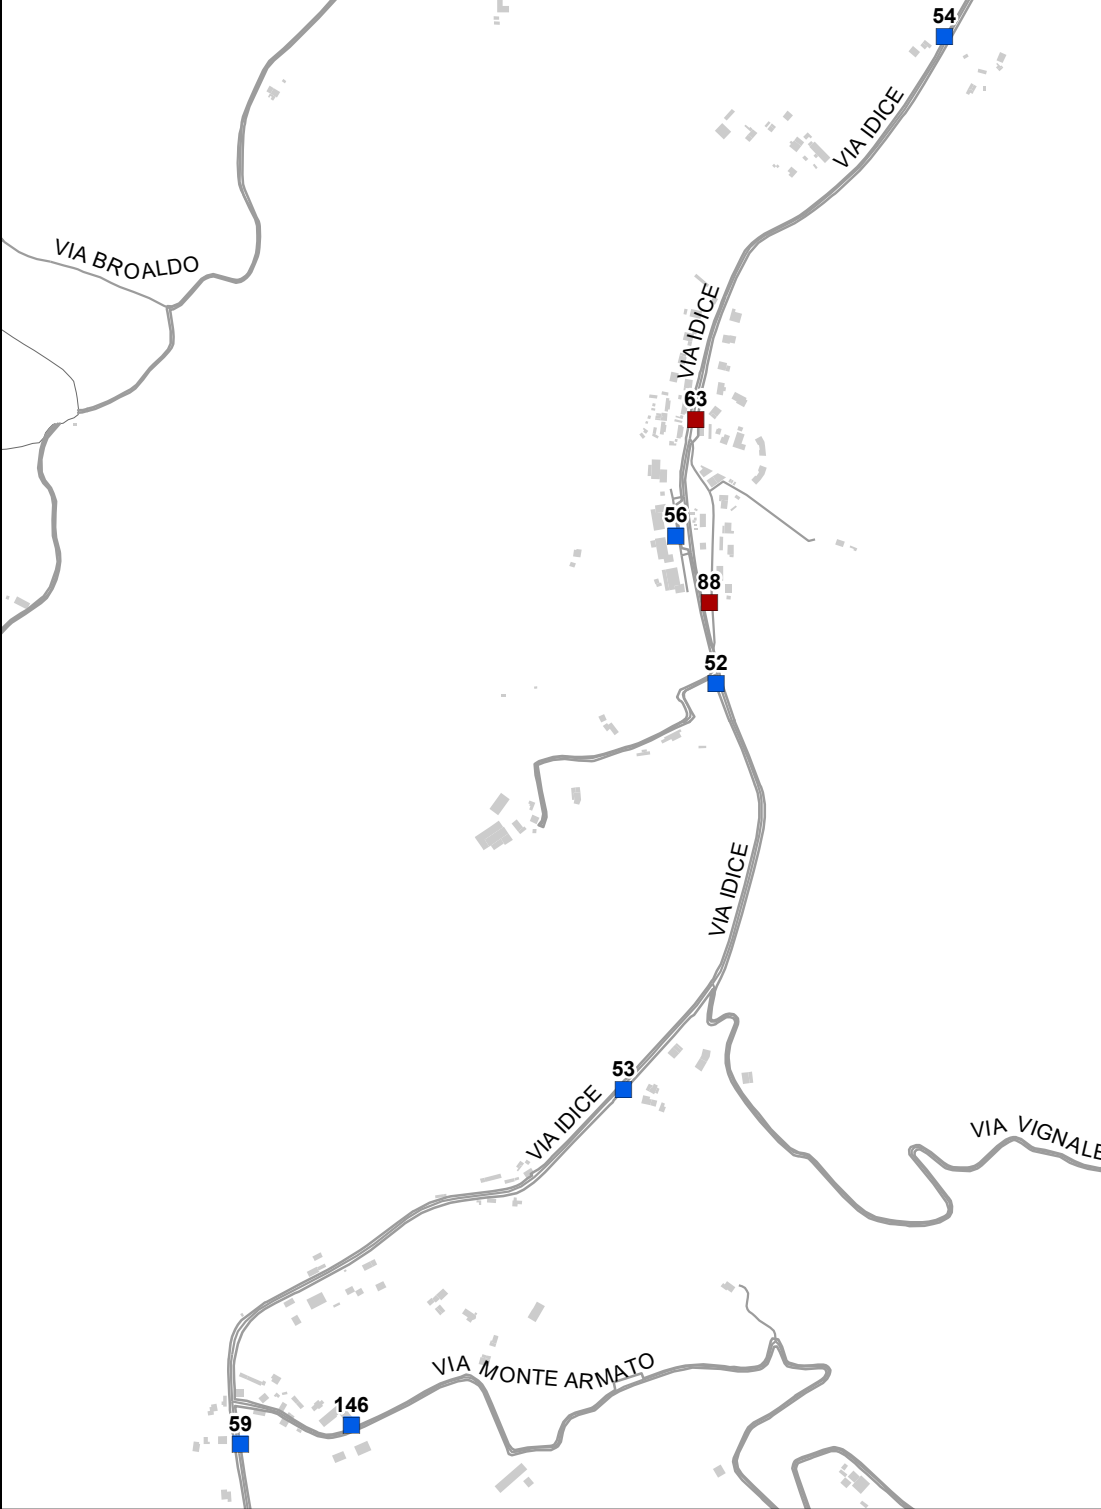 54
VIA IDICE
VIA BROALDO
VIA IDICE
63
56
88
52
VIA IDICE
53
VIA IDICE
VIA VIGNALE
VIA MONTE ARMATO
146
59